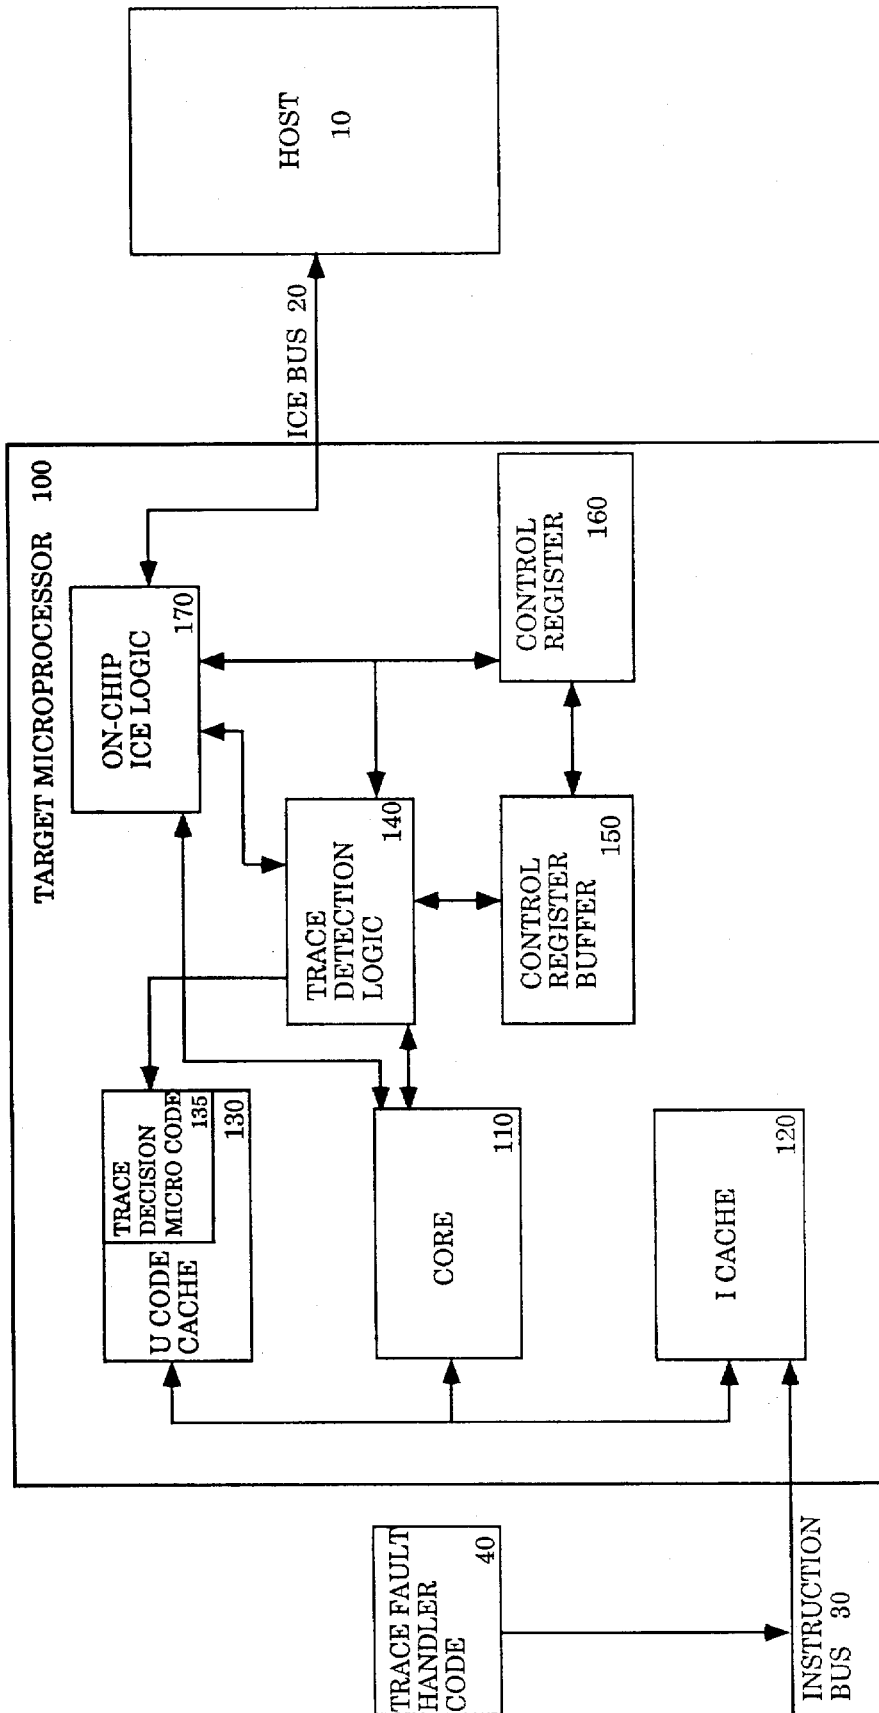 HOST
10
ICE BUS 20
TARGET MICROPROCESSOR 100
ON-CHIP
ICE LOGIC
170
CONTROL
REGISTER
160
TRACE
DETECTION
LOGIC
140
CONTROL
REGISTER
BUFFER
150
TRACE
DECISION
MICRO CODE
135
U CODE
CACHE
130
CORE
110
I CACHE
120
TRACE FAULT
HANDLER
CODE
40
INSTRUCTION
BUS 30